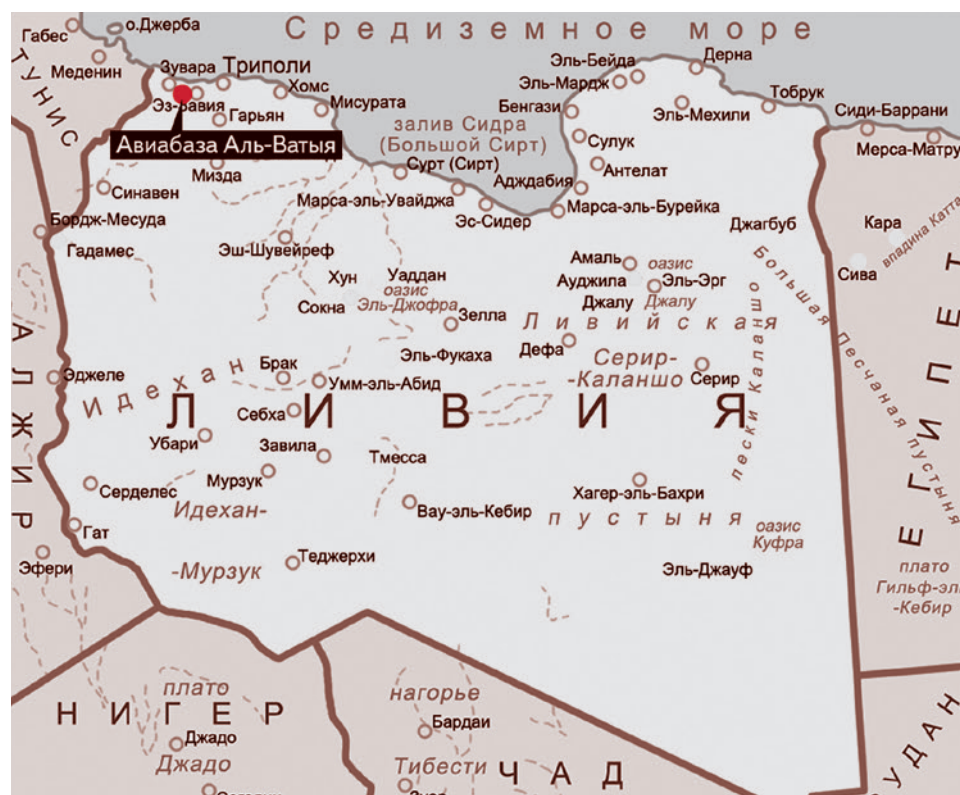 Средиземное море
о.Джерба
Габес
Меденин
ТУНИС
Зувара
Триполи
Хомс
Мисурата
Эз-Завия
Гарьян
Авиабаза Аль-Ватыя
залив Сидра
(Большой Сирт)
Эль-Бейда
Дерна
Эль-Мардж
Бенгази
Эль-Мехили
Тобрук
Сиди-Баррани
Мерса-Матру
Сулук
Антелат
Адждабия
Сурт (Сирт)
Мизда
Синавен
Марса-эль-Увайджа
Эс-Сидер
Марса-эль-Бурейка
Джагбуб
Кара
впадина Катта
Сива
Бордж-Месуда
Гадамес
Эш-Шувейреф
Хун
Уаддан
Сокна
оазис
Эль-Джофра
Зелла
Амаль
Ауджила
Джалу
оазис
Эль-Эрг
Джалу
Большая Песчаная пустыня
пески Каланшо
Ливийская
Дефа
Эль-Фукаха
Серир-
-Каланшо
Серир
Эджеле
Идехан
Брак
Умм-эль-Абид
Себха
ЛИВИЯ
Убари
Завила
Тмесса
Мурзук
Серделес
Идехан-
Вау-эль-Кебир
Хагер-эль-Бахри
пустыня
оазис
Куфра
Гат
Эфери
-Мурзук
Теджерхи
Эль-Джауф
АЛЖИР
ЕГИПЕТ
плато
Гильф-эль
-Кебир
плато
НИГЕР
Джадо
Джадо
нагорье
Бардаи
Тибести
ЧАД
СУДАН